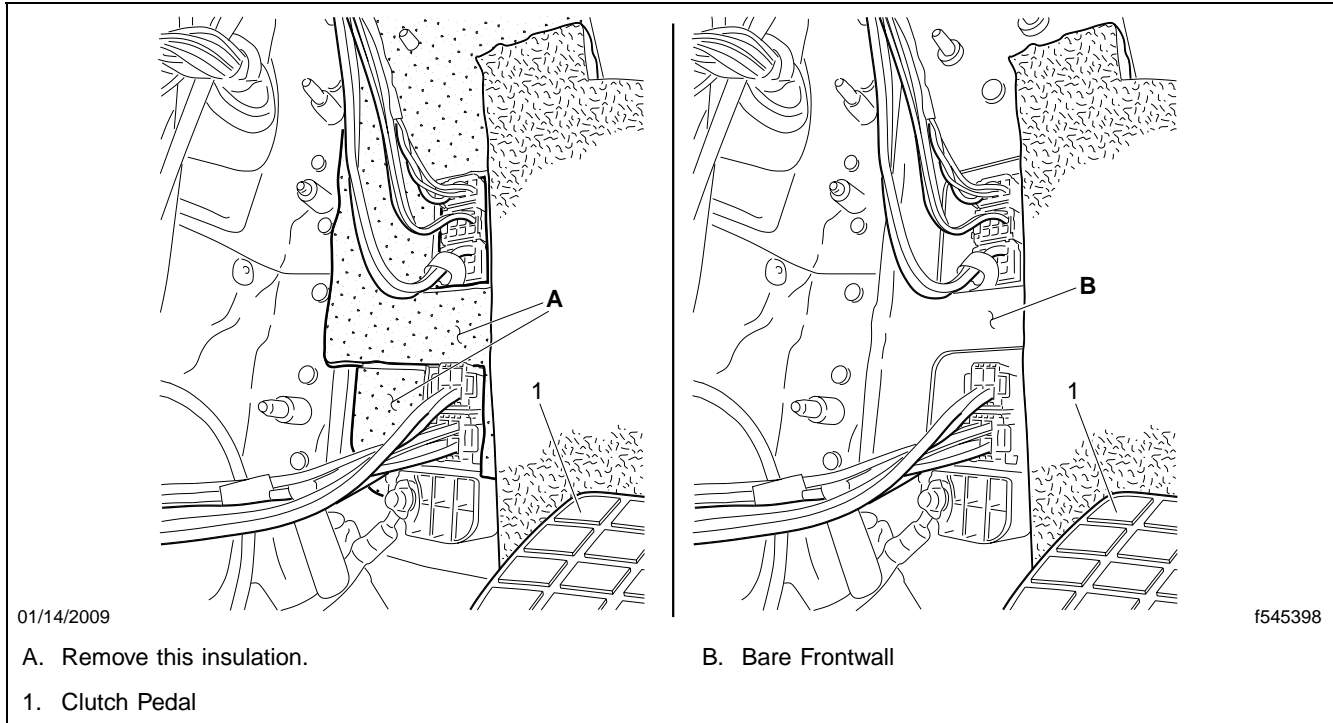 A
B
1
1
01/14/2009
f545398
A. Remove this insulation.
B. Bare Frontwall
1. Clutch Pedal